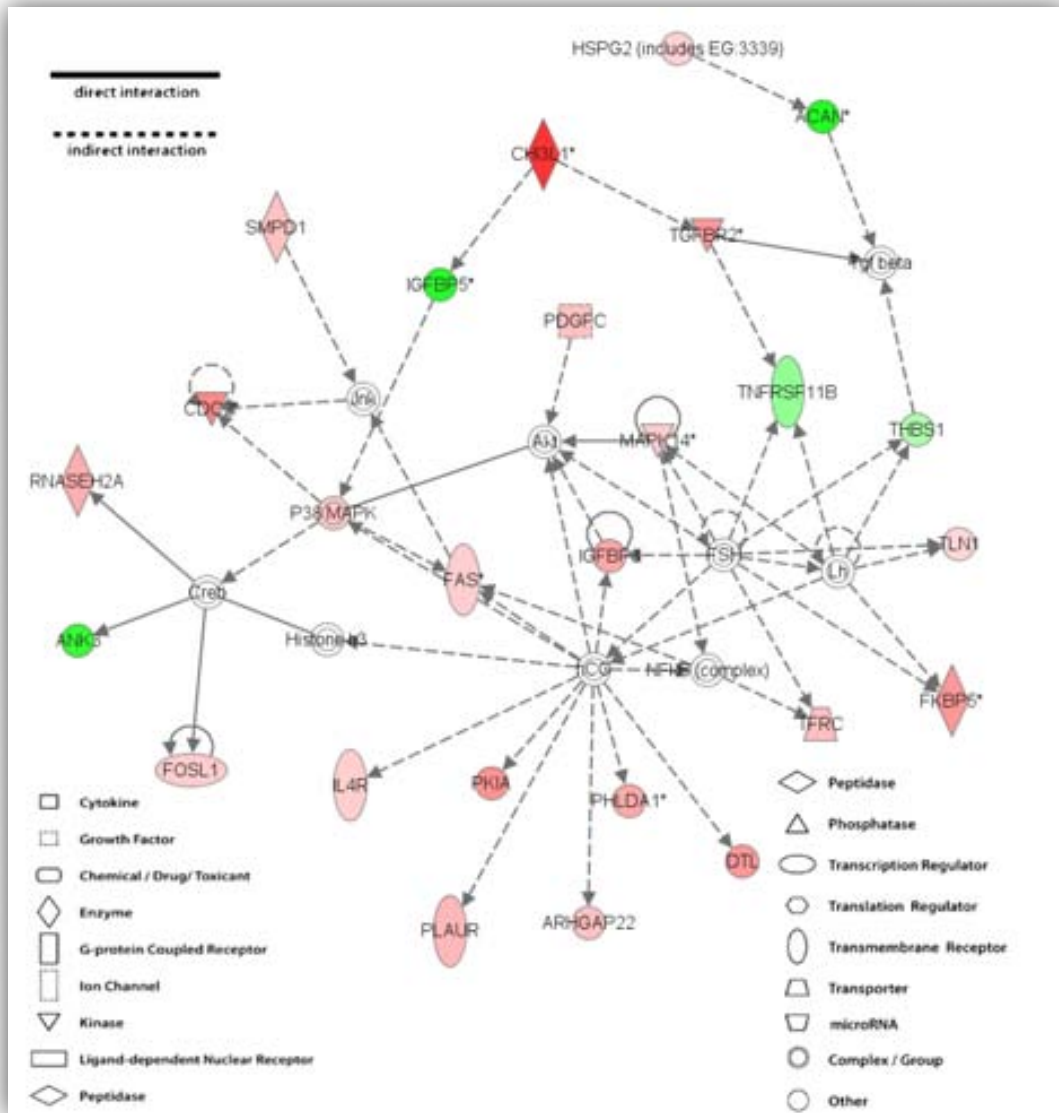 HSPG2 (includes EG:3339)
direct interaction
ACAN*
indirect interaction
CHI3L1*
SMPD1
TGFBR2*
Tgf beta
IGFBP5*
PDGFC
TNFRSF11B
Jnk
CDC7
THBS1
Akt
MAPK14*
RNASEH2A
P38 MAPK
FSH
TLN1
Lh
FAS*
Creb
ANK3
Histone h3
hCG
NFkB (complex)
FKBP5*
TFRC
FOSL1
IL4R
PKIA
PHLDA1*
DTL
PLAUR
ARHGAP22
Cytokine
Growth Factor
Chemical / Drug/ Toxicant
Enzyme
G-protein Coupled Receptor
Ion Channel
Kinase
Ligand-dependent Nuclear Receptor
Peptidase
Peptidase
Phosphatase
Transcription Regulator
Translation Regulator
Transmembrane Receptor
Transporter
microRNA
Complex / Group
Other